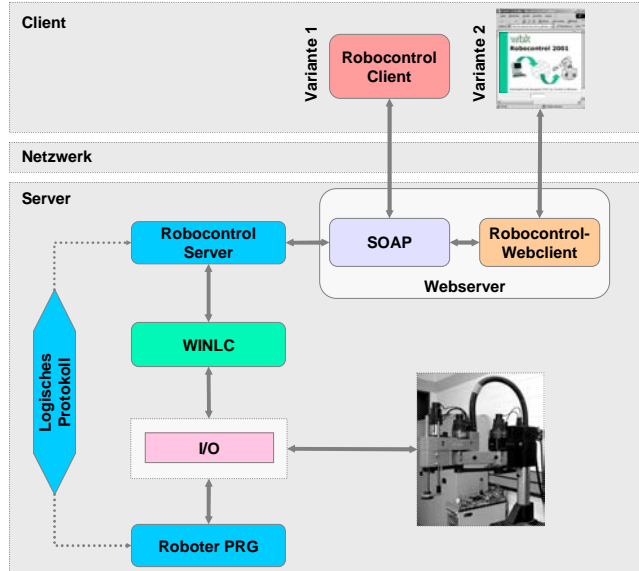 Client
Variante 1
Robocontrol
Client
Variante 2
Robocontrol 2001
Netzwerk
Server
Robocontrol
Server
SOAP
Robocontrol-
Webclient
Webserver
WINLC
Logisches
Protokoll
I/O
Roboter PRG